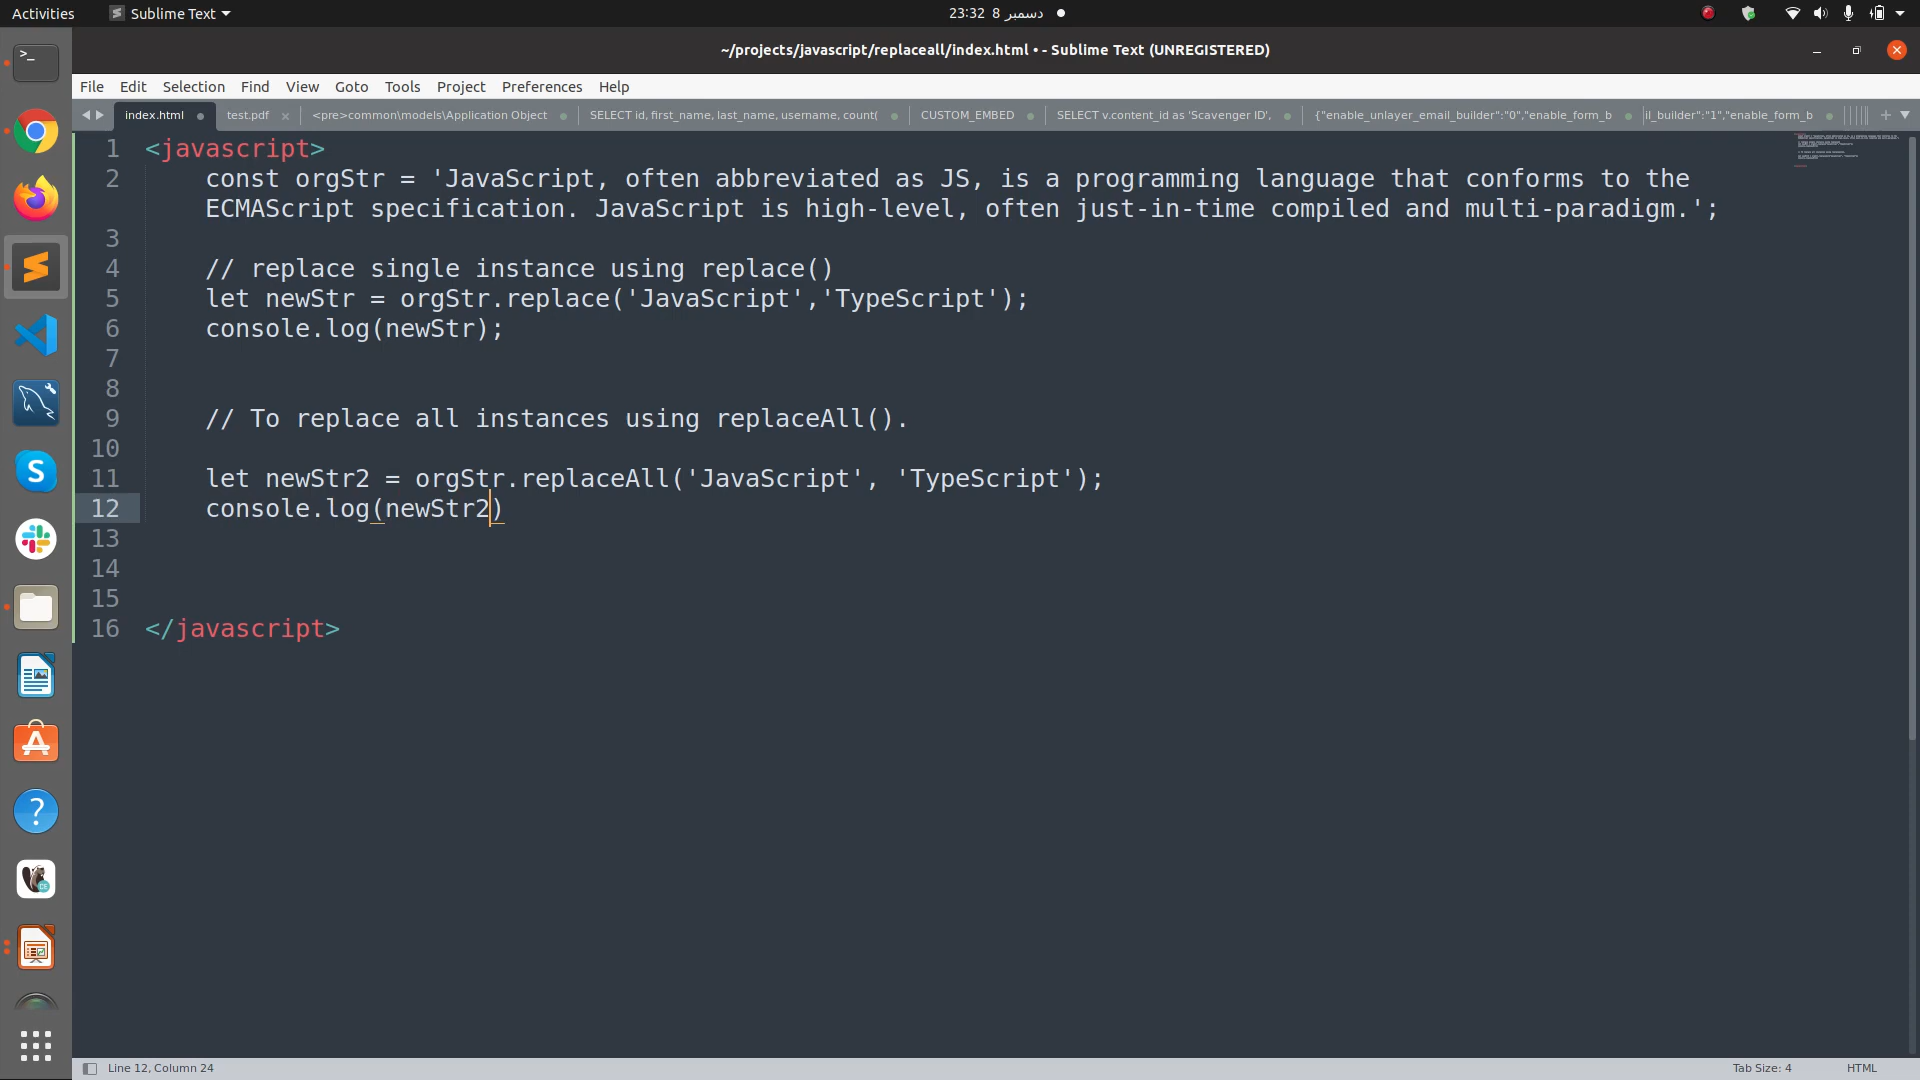 Activities
Sublime Text
23:32 8 دسمبر
~/projects/javascript/replaceall/index.html • - Sublime Text (UNREGISTERED)
File Edit Selection Find View Goto Tools Project Preferences Help
index.html
test.pdf
<pre>common\models\Application Object
SELECT id, first_name, last_name, username, count(
CUSTOM_EMBED
SELECT v.content_id as 'Scavenger ID',
{"enable_unlayer_email_builder":"0","enable_form_b
il_builder":"1","enable_form_b
1 <javascript>
2 const orgStr = 'JavaScript, often abbreviated as JS, is a programming language that conforms to the
ECMAScript specification. JavaScript is high-level, often just-in-time compiled and multi-paradigm.';
3
4 // replace single instance using replace()
5 let newStr = orgStr.replace('JavaScript','TypeScript');
6 console.log(newStr);
7
8
9 // To replace all instances using replaceAll().
10
11 let newStr2 = orgStr.replaceAll('JavaScript', 'TypeScript');
12 console.log(newStr2)
13
14
15
16 </javascript>
Line 12, Column 24
Tab Size: 4
HTML